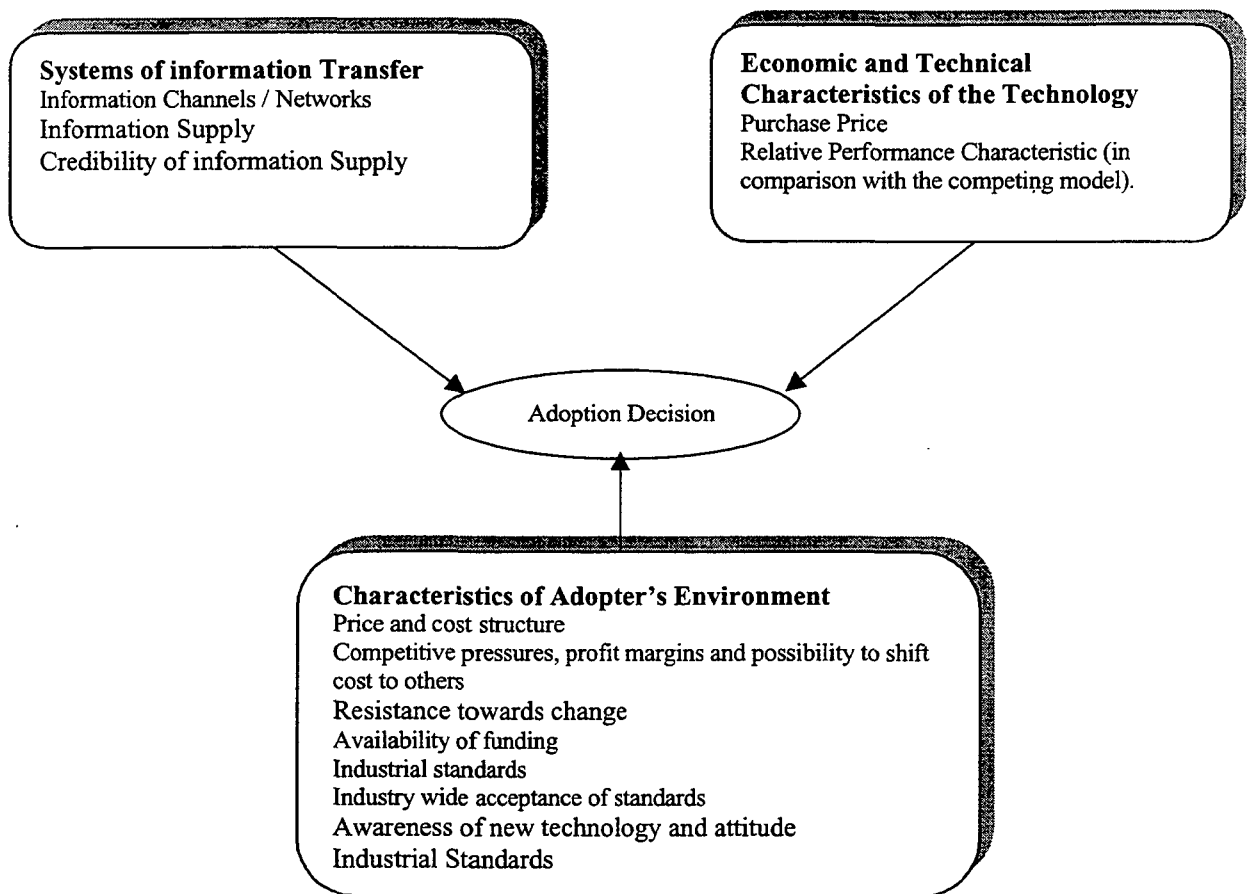 Systems of information Transfer
Information Channels / Networks
Information Supply
Credibility of information Supply
Economic and Technical
Characteristics of the Technology
Purchase Price
Relative Performance Characteristic (in
comparison with the competing model).
Adoption Decision
Characteristics of Adopter's Environment
Price and cost structure
Competitive pressures, profit margins and possibility to shift
cost to others
Resistance towards change
Availability of funding
Industrial standards
Industry wide acceptance of standards
Awareness of new technology and attitude
Industrial Standards